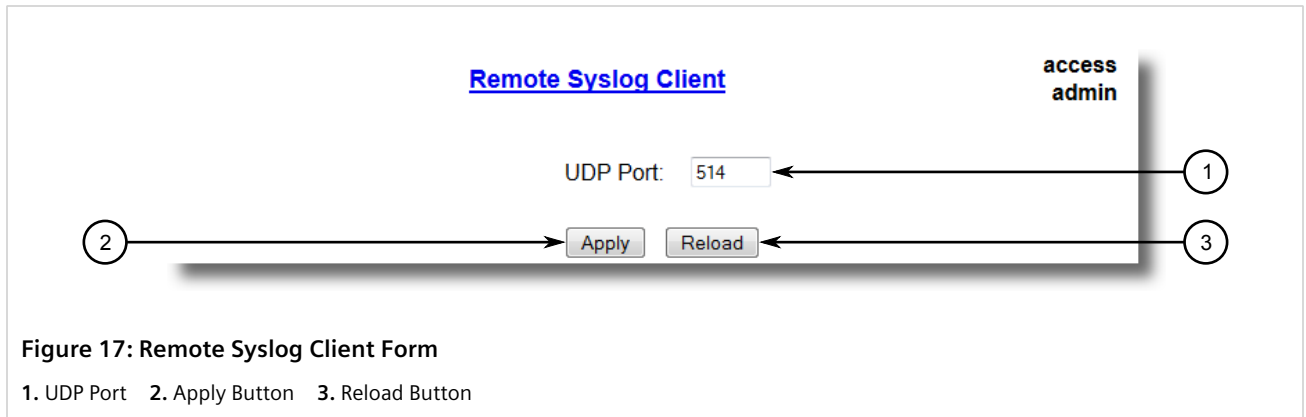 Remote Syslog Client
access
admin
UDP Port: 514
1
2
Apply Reload
3
Figure 17: Remote Syslog Client Form
1. UDP Port 2. Apply Button 3. Reload Button